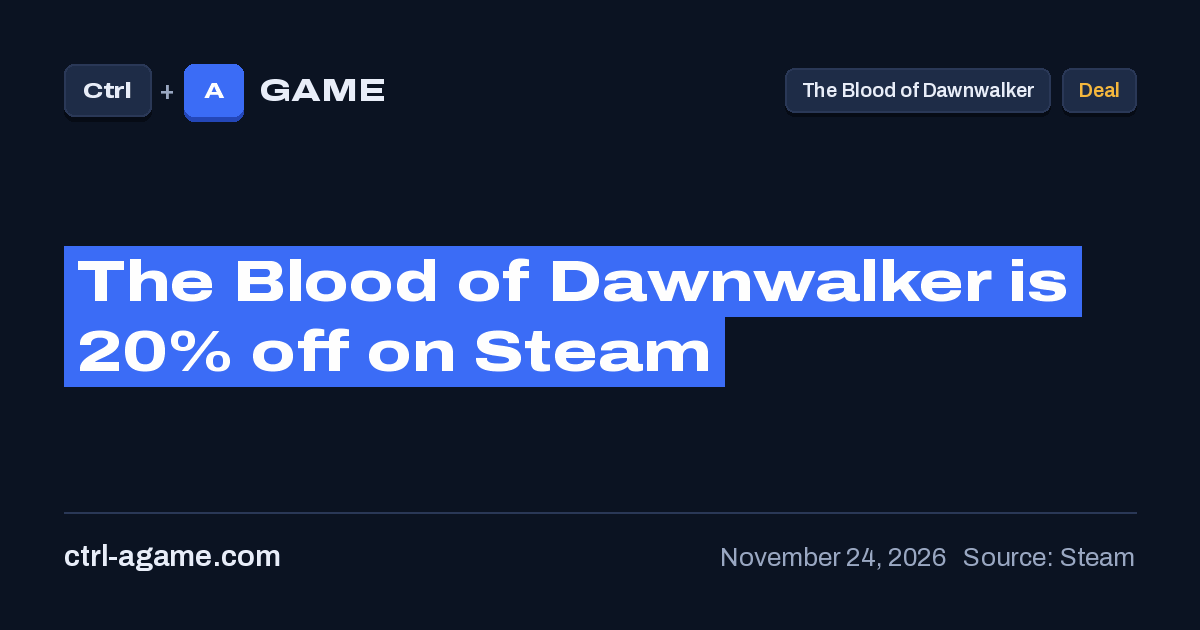 Ctrl + A GAME
The Blood of Dawnwalker Deal
The Blood of Dawnwalker is
20% off on Steam
ctrl-agame.com
November 24, 2026 Source: Steam